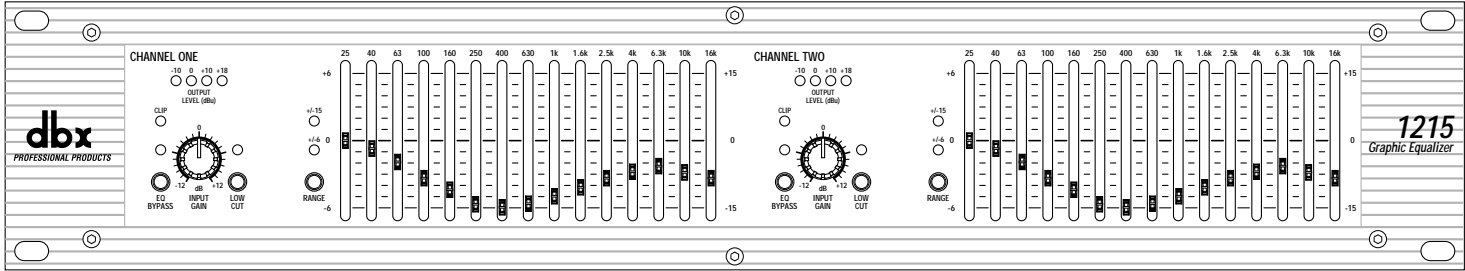 CHANNEL ONE
-10 0 +10 +18
OUTPUT
LEVEL (dBu)
CLIP
0
-12 dB +12
EQ
BYPASS
INPUT
GAIN
LOW
CUT
+/-15
+/-6
RANGE
25 40 63 100 160 250 400 630 1k 1.6k 2.5k 4k 6.3k 10k 16k
+6 +15
0 0
-6 -15
CHANNEL TWO
-10 0 +10 +18
OUTPUT
LEVEL (dBu)
CLIP
0
-12 dB +12
EQ
BYPASS
INPUT
GAIN
LOW
CUT
+/-15
+/-6
RANGE
25 40 63 100 160 250 400 630 1k 1.6k 2.5k 4k 6.3k 10k 16k
+6 +15
0 0
-6 -15
dbx
PROFESSIONAL PRODUCTS
1215
Graphic Equalizer